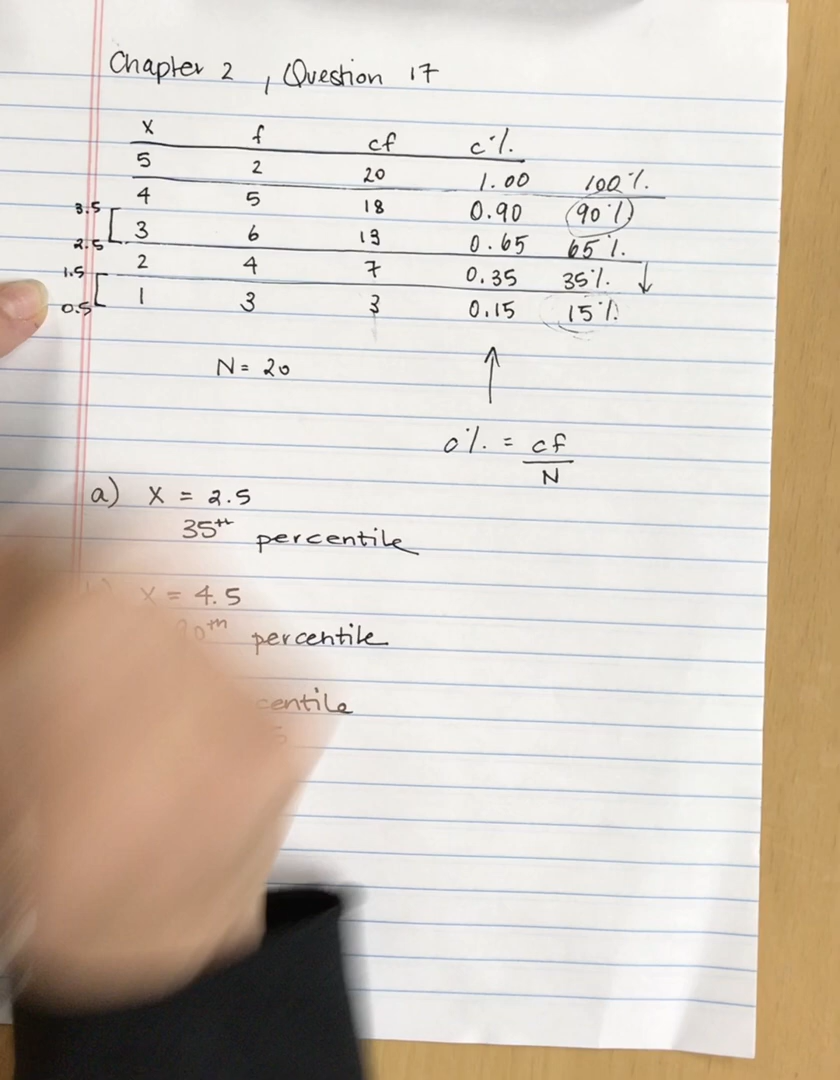 Chapter 2, Question 17
x f cf c%
5 2 20 1.00 100%
4 5 18 0.90 90%
3.5
3 6 13 0.65 65%
2.5
2 4 7 0.35 35%
1.5
1 3 3 0.15 15%
0.5
N = 20
0% = cf
N
a) X = 2.5
35th percentile
X = 4.5
percentile